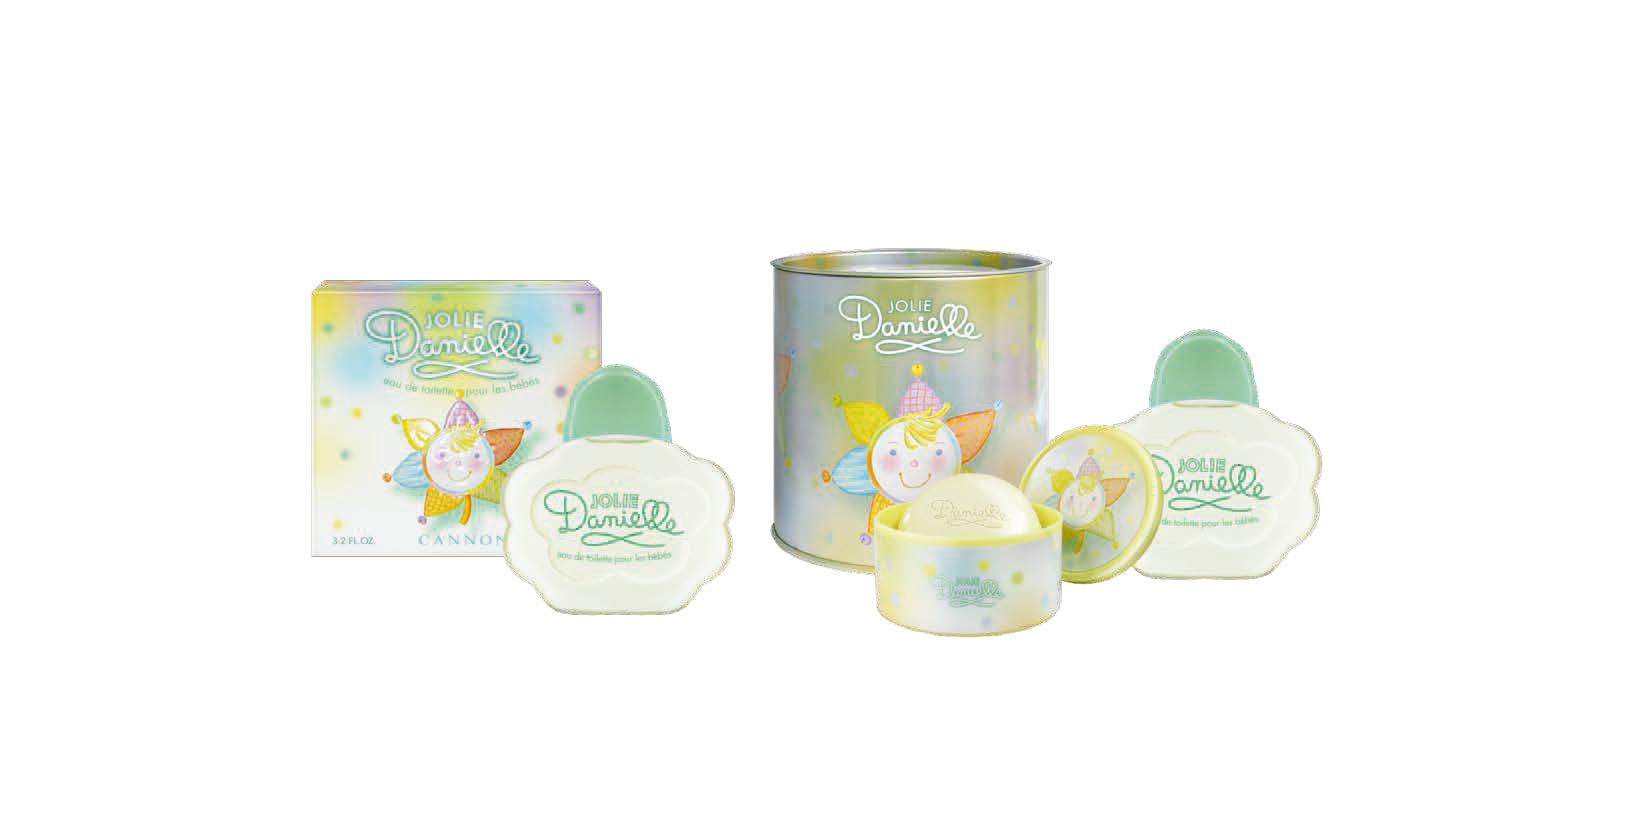 JOLIE
Danielle
eau de toilette pour les bébés
3.2 FL.OZ.
CANNON
JOLIE
Danielle
eau de toilette pour les bébés
JOLIE
Danielle
Danielle
JOLIE
Danielle
JOLIE
Danielle
de toilette pour les bébés